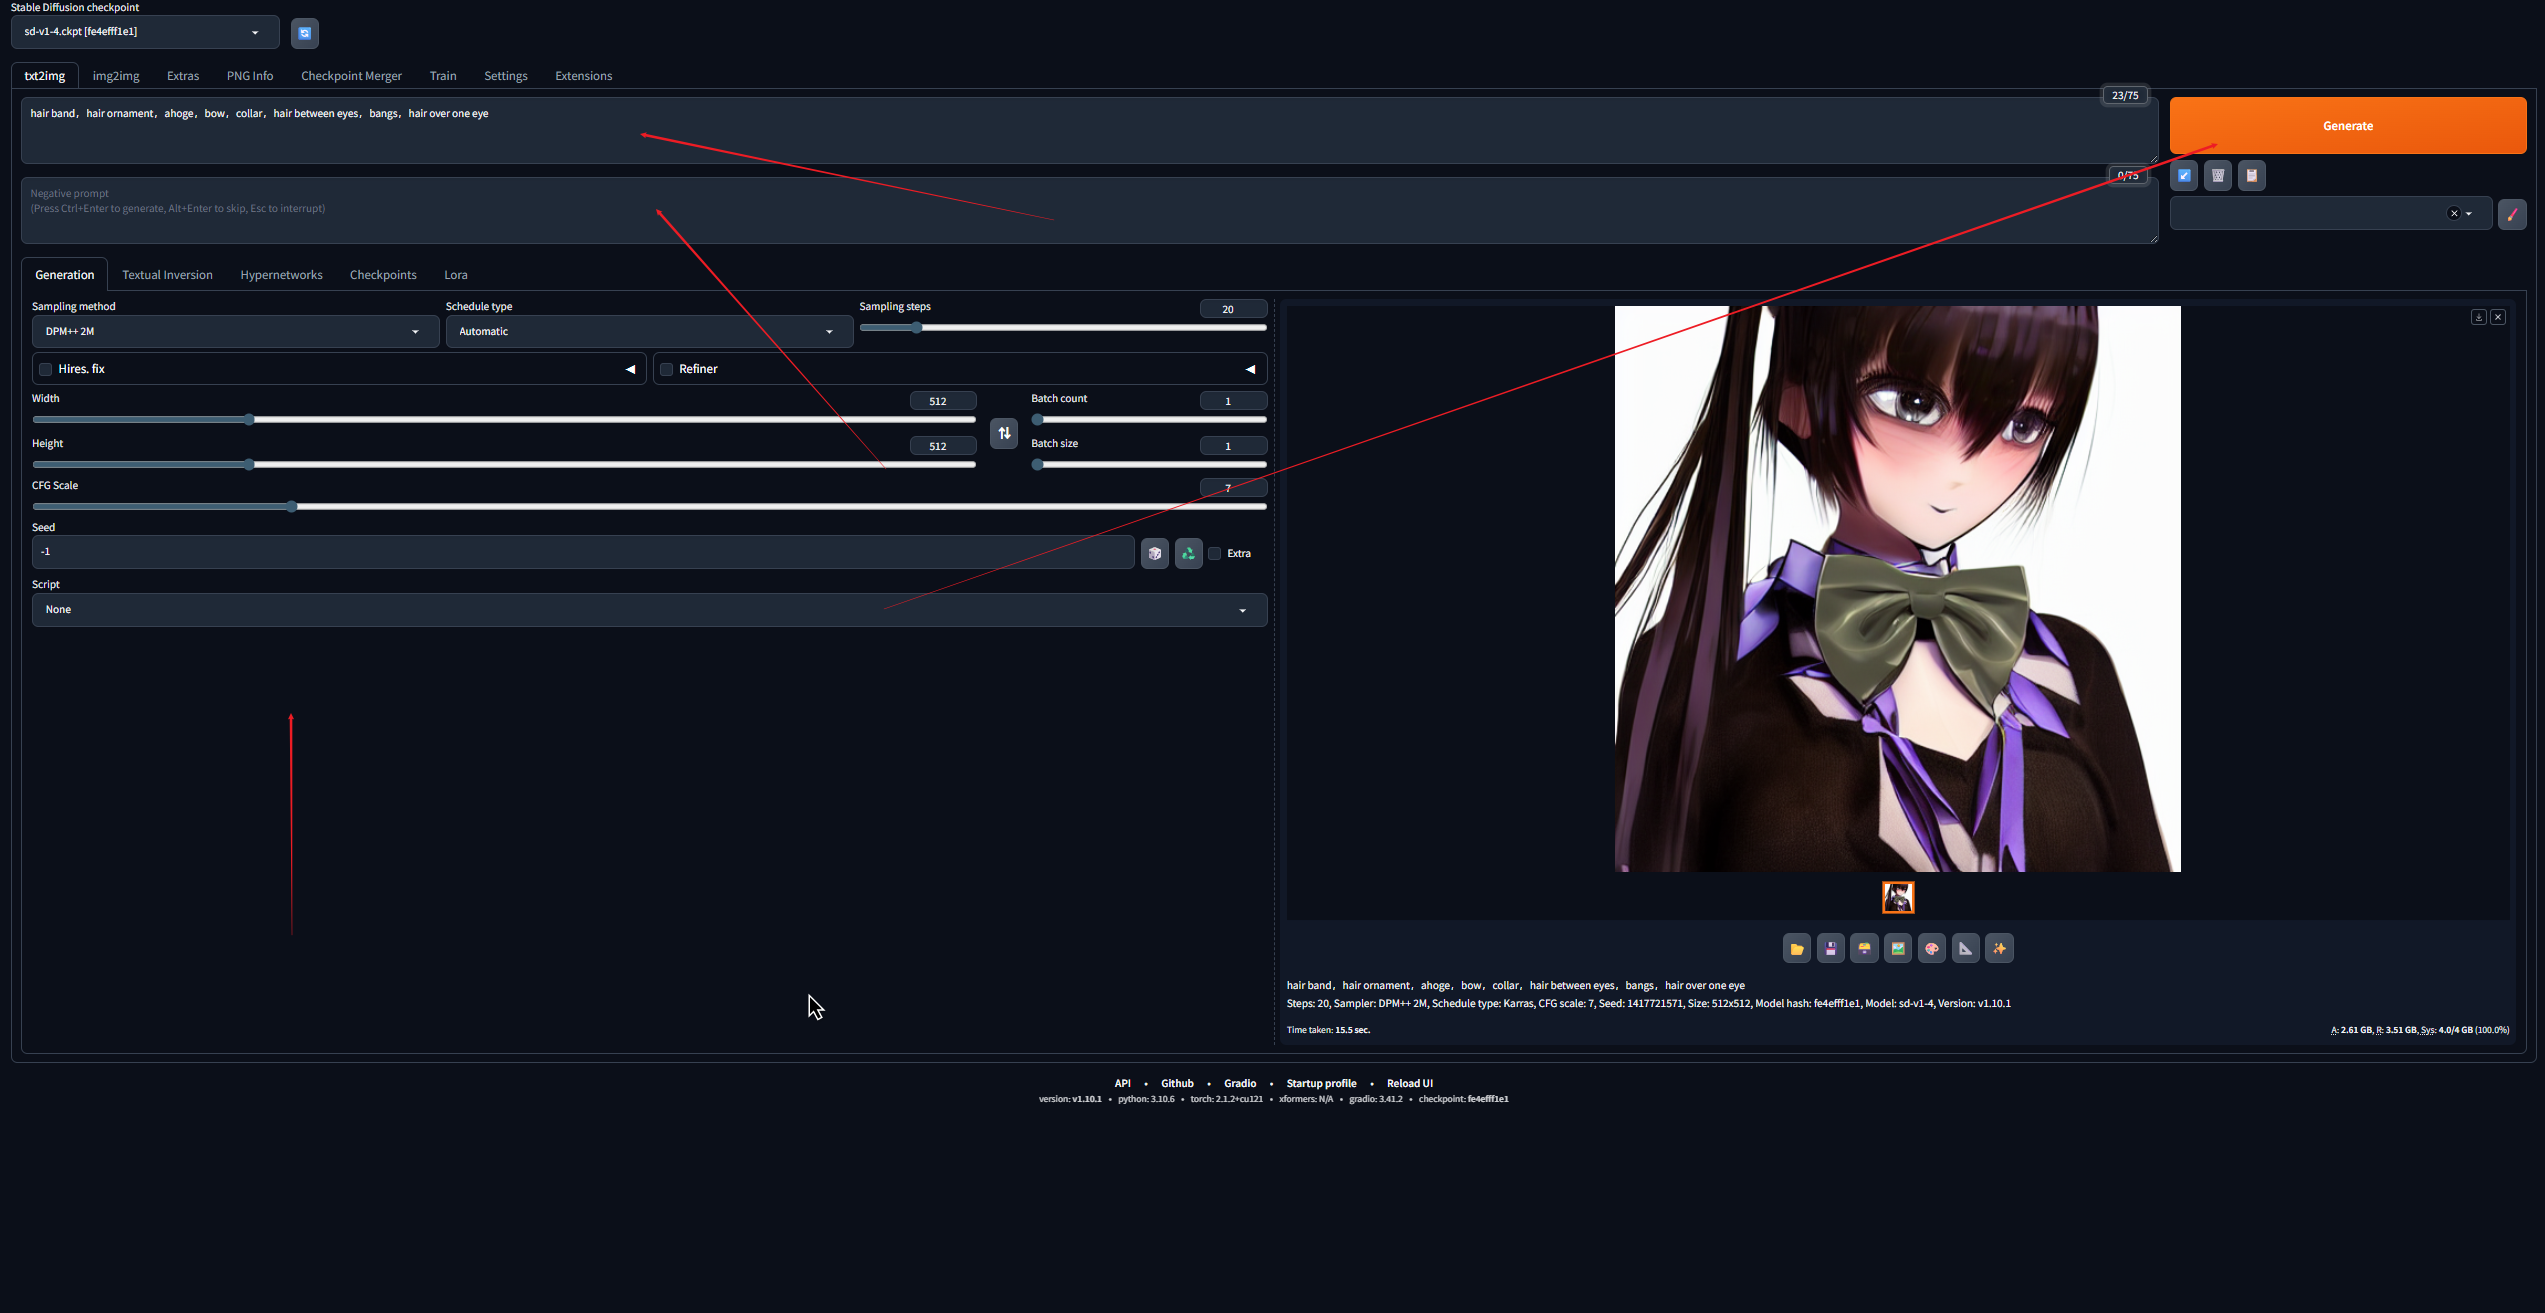 Stable Diffusion checkpoint
sd-v1-4.ckpt [fe4efff1e1]
txt2img img2img Extras PNG Info Checkpoint Merger Train Settings Extensions
23/75
hair band， hair ornament， ahoge， bow， collar， hair between eyes， bangs， hair over one eye
Generate
0/75
Negative prompt
(Press Ctrl+Enter to generate, Alt+Enter to skip, Esc to interrupt)
Generation Textual Inversion Hypernetworks Checkpoints Lora
Sampling method Schedule type Sampling steps 20
DPM++ 2M Automatic
Hires. fix Refiner
Width 512 Batch count 1
Height 512 Batch size 1
CFG Scale 7
Seed
-1 Extra
Script
None
hair band， hair ornament， ahoge， bow， collar， hair between eyes， bangs， hair over one eye
Steps: 20, Sampler: DPM++ 2M, Schedule type: Karras, CFG scale: 7, Seed: 1417721571, Size: 512x512, Model hash: fe4efff1e1, Model: sd-v1-4, Version: v1.10.1
Time taken: 15.5 sec. A: 2.61 GB, R: 3.51 GB, Sys: 4.0/4 GB (100.0%)
API • Github • Gradio • Startup profile • Reload UI
version: v1.10.1 • python: 3.10.6 • torch: 2.1.2+cu121 • xformers: N/A • gradio: 3.41.2 • checkpoint: fe4efff1e1